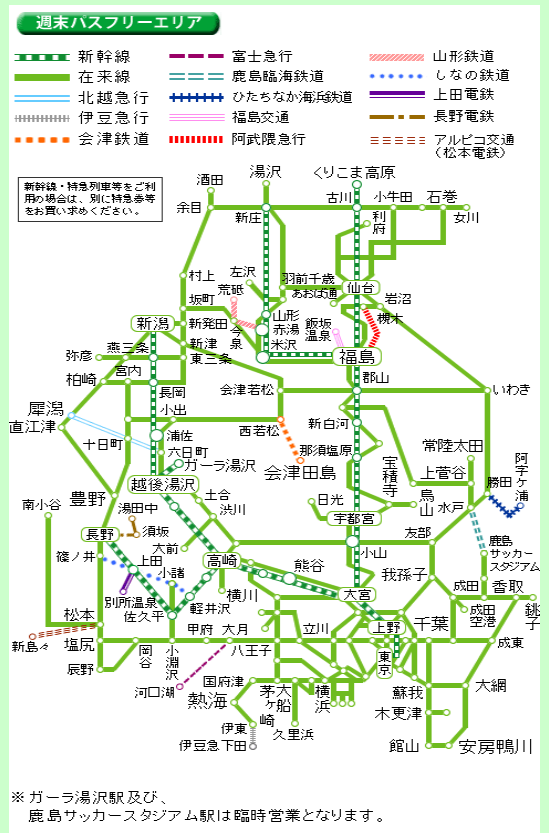 週末パスフリーエリア
新幹線
在来線
北越急行
伊豆急行
会津鉄道
富士急行
鹿島臨海鉄道
ひたちなか海浜鉄道
福島交通
阿武隈急行
山形鉄道
しなの鉄道
上田電鉄
長野電鉄
アルピコ交通
（松本電鉄）
新幹線・特急列車等をご利
用の場合は、別に特急券等
をお買い求めください。
酒田
湯沢
くりこま高原
余目
新庄
古川
小牛田
石巻
女川
利府
村上
左沢
羽前千歳
あおば通
仙台
岩沼
槻木
坂町
荒砥
山形
赤湯
米沢
飯坂
温泉
福島
新潟
新発田
今泉
新津
東三条
燕三条
弥彦
宮内
柏崎
長岡
会津若松
郡山
いわき
犀潟
直江津
小出
西若松
新白河
浦佐
十日町
六日町
ガーラ湯沢
会津田島
那須塩原
常陸太田
越後湯沢
宝積寺
上菅谷
勝田
阿字ヶ浦
豊野
湯田中
南小谷
土合
渋川
日光
烏山
水戸
宇都宮
長野
須坂
大前
友部
鹿島
サッカー
スタジアム
篠ノ井
上田
高崎
小山
小諸
熊谷
我孫子
別所温泉
佐久平
軽井沢
横川
大宮
成田
香取
松本
成田
空港
銚子
新島々
塩尻
甲府
大月
立川
上野
千葉
成東
岡谷
小淵沢
八王子
東京
辰野
河口湖
国府津
熱海
茅ヶ崎
大船
横浜
蘇我
大網
木更津
伊東
久里浜
伊豆急下田
館山
安房鴨川
※ ガーラ湯沢駅及び、
鹿島サッカースタジアム駅は臨時営業となります。